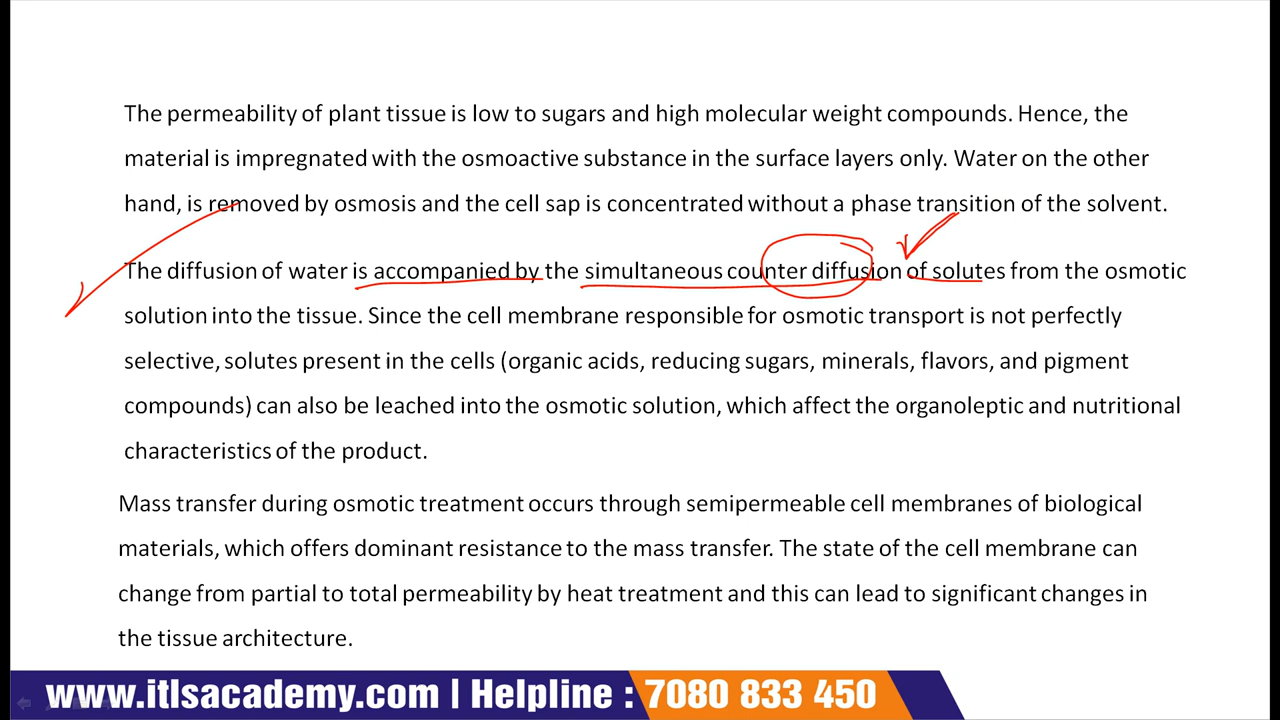 The permeability of plant tissue is low to sugars and high molecular weight compounds. Hence, the
material is impregnated with the osmoactive substance in the surface layers only. Water on the other
hand, is removed by osmosis and the cell sap is concentrated without a phase transition of the solvent.
The diffusion of water is accompanied by the simultaneous counter diffusion of solutes from the osmotic
solution into the tissue. Since the cell membrane responsible for osmotic transport is not perfectly
selective, solutes present in the cells (organic acids, reducing sugars, minerals, flavors, and pigment
compounds) can also be leached into the osmotic solution, which affect the organoleptic and nutritional
characteristics of the product.
Mass transfer during osmotic treatment occurs through semipermeable cell membranes of biological
materials, which offers dominant resistance to the mass transfer. The state of the cell membrane can
change from partial to total permeability by heat treatment and this can lead to significant changes in
the tissue architecture.
www.itlsacademy.com | Helpline : 7080 833 450